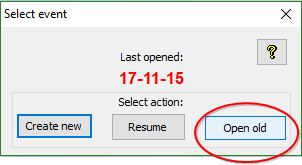 Select event
?
Last opened:
17-11-15
Select action:
Create new
Resume
Open old